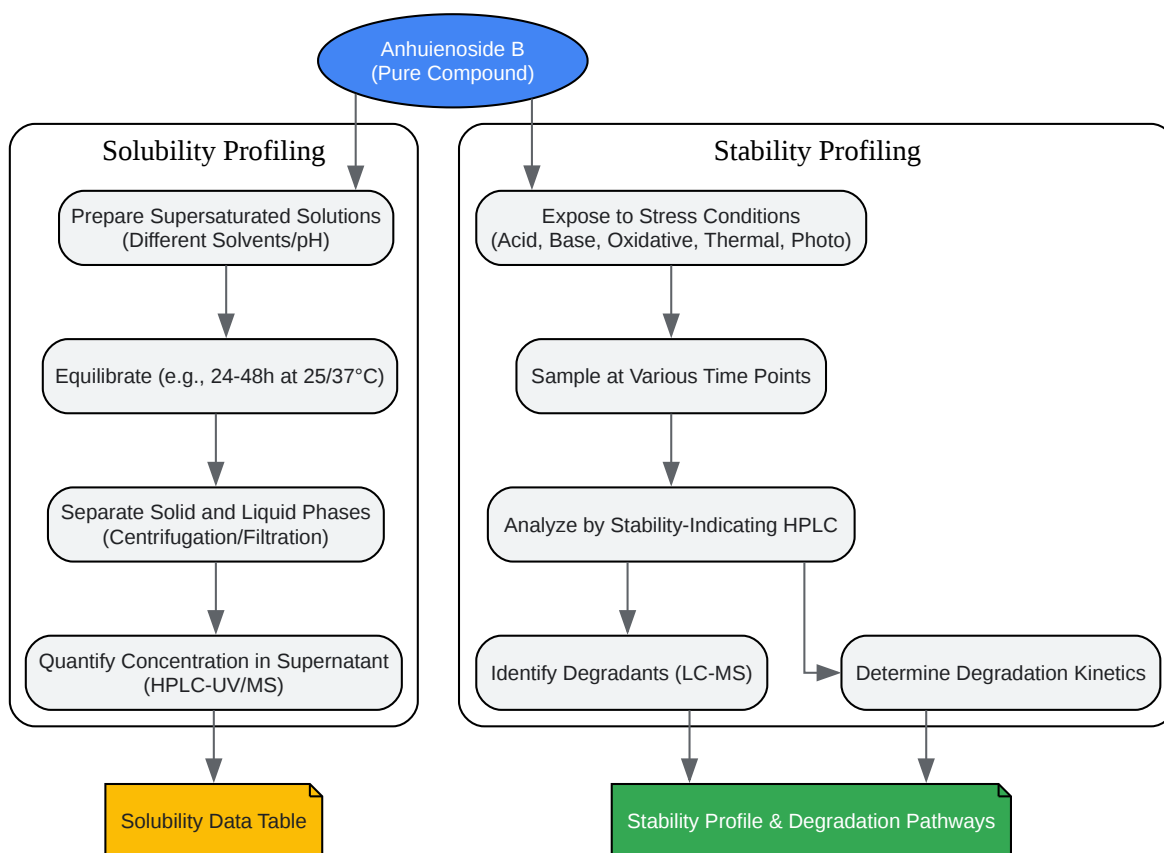 Anhuienoside B
(Pure Compound)
Solubility Profiling
Prepare Supersaturated Solutions
(Different Solvents/pH)
Equilibrate (e.g., 24-48h at 25/37°C)
Separate Solid and Liquid Phases
(Centrifugation/Filtration)
Quantify Concentration in Supernatant
(HPLC-UV/MS)
Solubility Data Table
Stability Profiling
Expose to Stress Conditions
(Acid, Base, Oxidative, Thermal, Photo)
Sample at Various Time Points
Analyze by Stability-Indicating HPLC
Identify Degradants (LC-MS)
Determine Degradation Kinetics
Stability Profile & Degradation Pathways